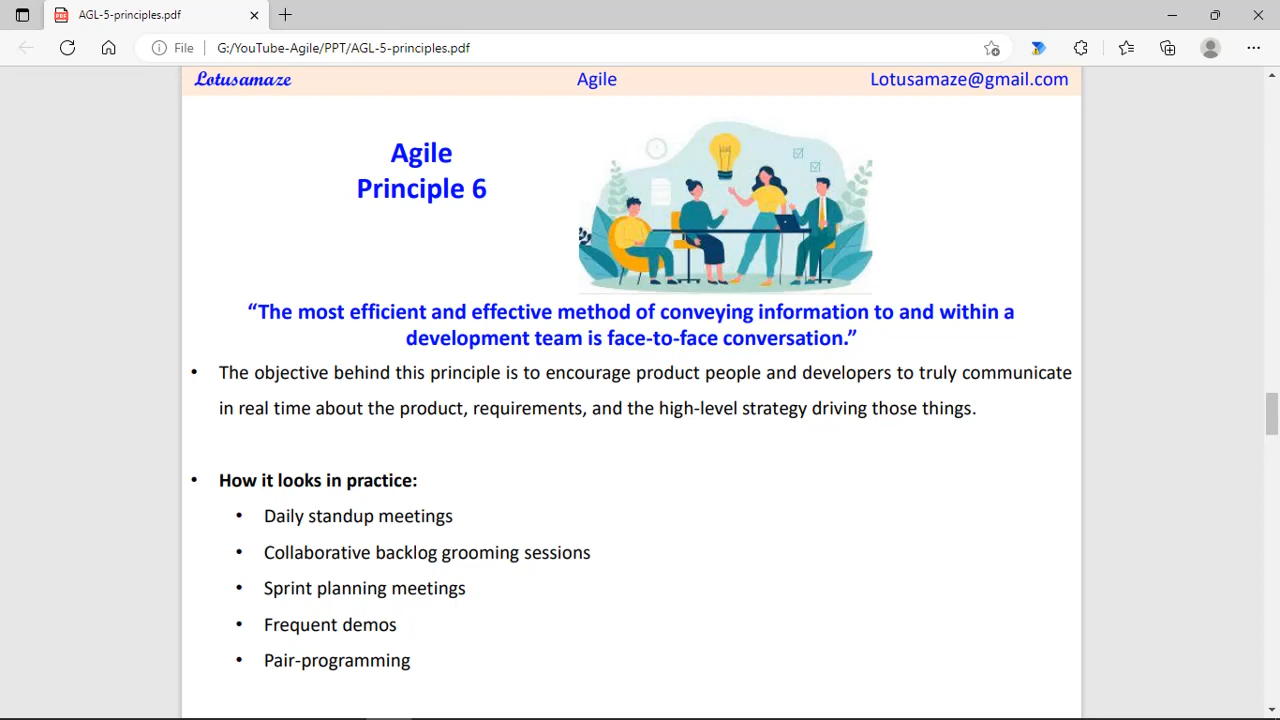 AGL-5-principles.pdf
File
G:/YouTube-Agile/PPT/AGL-5-principles.pdf
Lotusamaze Agile Lotusamaze@gmail.com
Agile
Principle 6
“The most efficient and effective method of conveying information to and within a
development team is face-to-face conversation.”
• The objective behind this principle is to encourage product people and developers to truly communicate
in real time about the product, requirements, and the high-level strategy driving those things.
• How it looks in practice:
• Daily standup meetings
• Collaborative backlog grooming sessions
• Sprint planning meetings
• Frequent demos
• Pair-programming